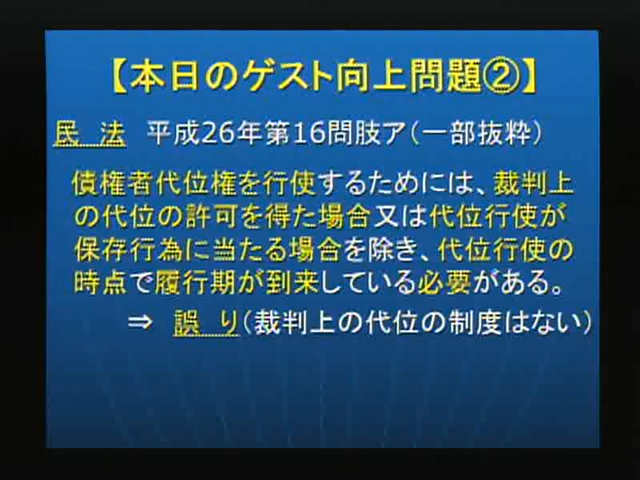 【本日のゲスト向上問題②】
民 法 平成26年第16問肢ア(一部抜粋)
債権者代位権を行使するためには、裁判上
の代位の許可を得た場合又は代位行使が
保存行為に当たる場合を除き、代位行使の
時点で履行期が到来している必要がある。
⇒ 誤 り(裁判上の代位の制度はない)